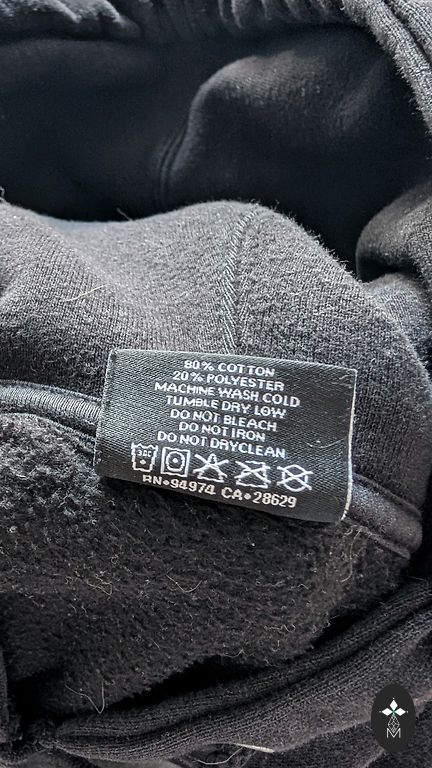 80% COTTON
20% POLYESTER
MACHINE WASH COLD
TUMBLE DRY LOW
DO NOT BLEACH
DO NOT IRON
DO NOT DRYCLEAN
RN•94974 CA•28629
M